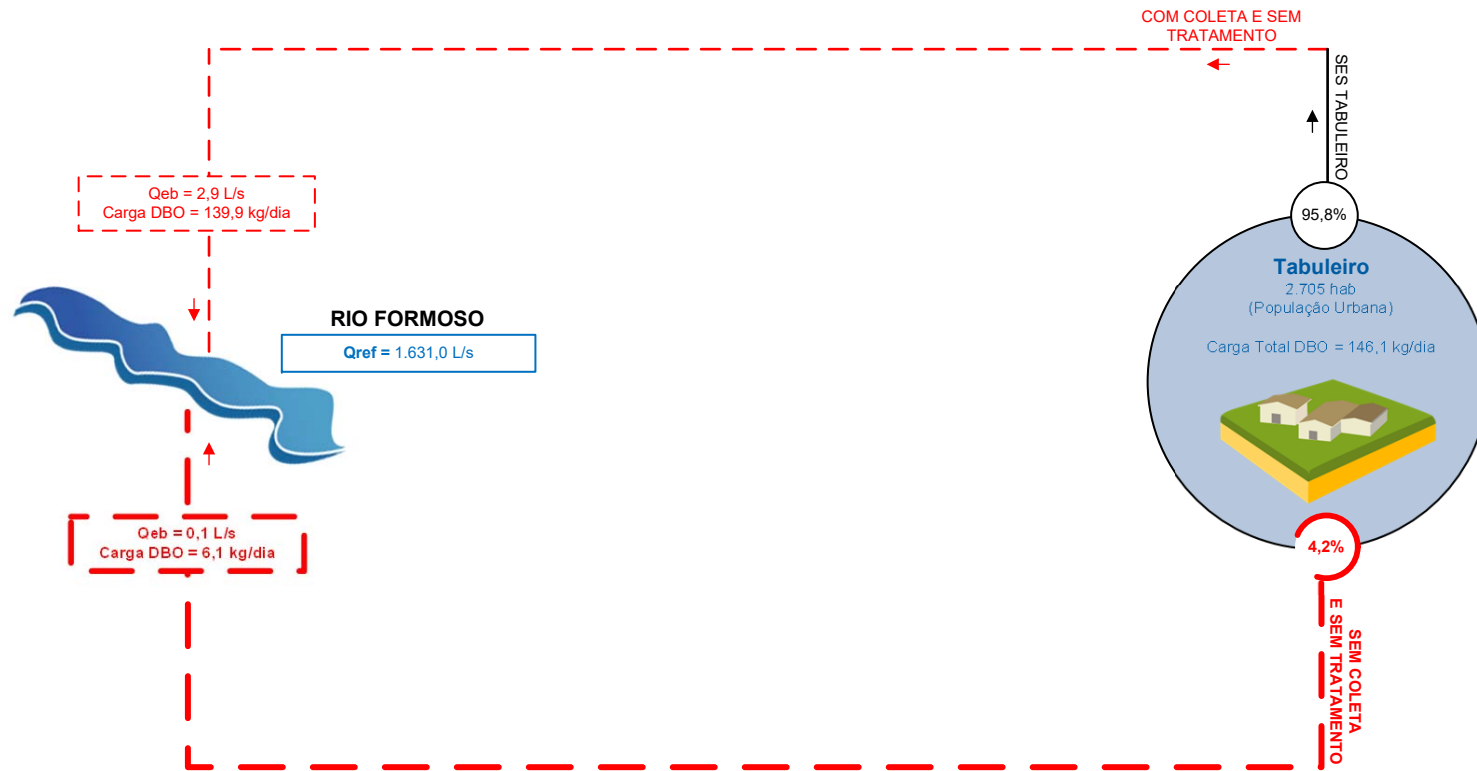 COM COLETA E SEM
TRATAMENTO
SES TABULEIRO
Qeb = 2,9 L/s
Carga DBO = 139,9 kg/dia
95,8%
Tabuleiro
2.705 hab
(População Urbana)
Carga Total DBO = 146,1 kg/dia
RIO FORMOSO
Qref = 1.631,0 L/s
Qeb = 0,1 L/s
Carga DBO = 6,1 kg/dia
4,2%
SEM COLETA
E SEM TRATAMENTO